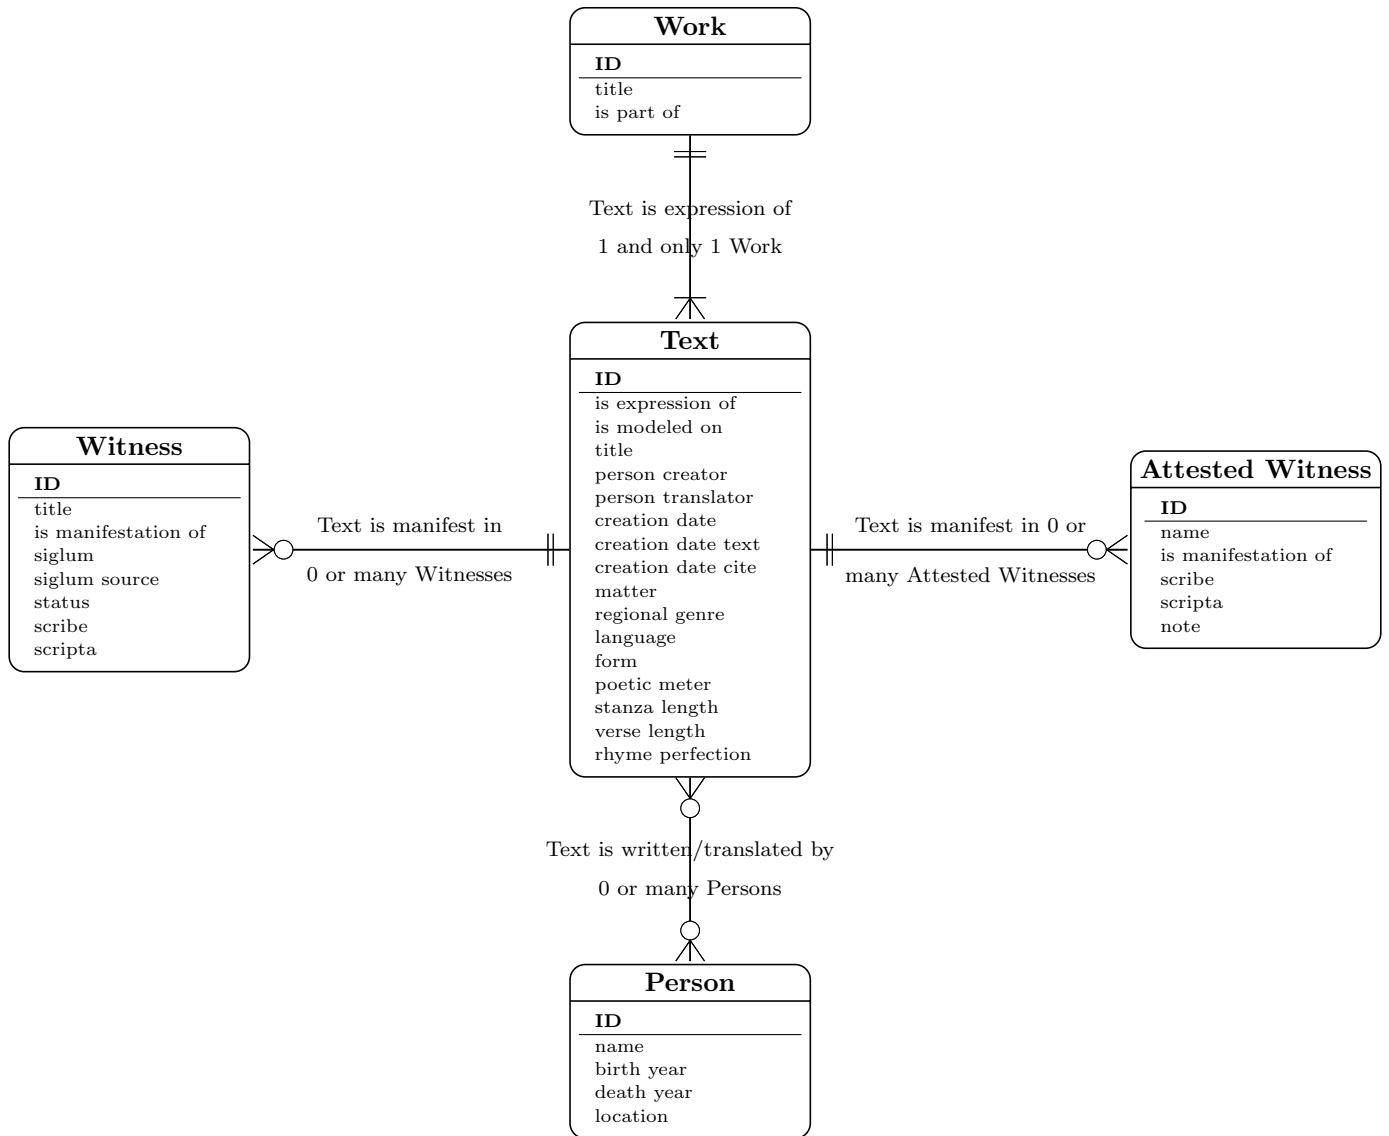 Work
ID
title
is part of
Text is expression of
1 and only 1 Work
Text
ID
is expression of
is modeled on
title
person creator
person translator
creation date
creation date text
creation date cite
matter
regional genre
language
form
poetic meter
stanza length
verse length
rhyme perfection
Witness
ID
title
is manifestation of
siglum
siglum source
status
scribe
scripta
Text is manifest in
0 or many Witnesses
Text is manifest in 0 or
many Attested Witnesses
Attested Witness
ID
name
is manifestation of
scribe
scripta
note
Text is written/translated by
0 or many Persons
Person
ID
name
birth year
death year
location